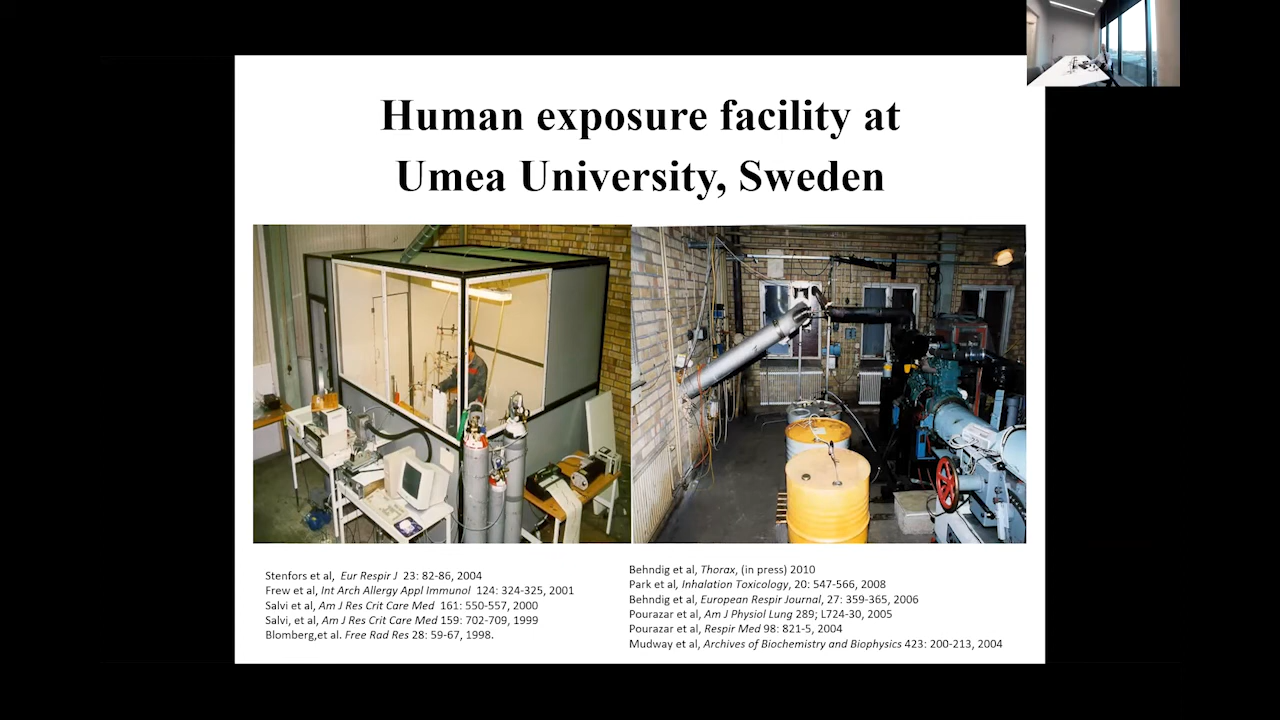 Human exposure facility at
Umea University, Sweden
Stenfors et al,  Eur Respir J  23: 82-86, 2004
Frew et al, Int Arch Allergy Appl Immunol  124: 324-325, 2001
Salvi et al, Am J Res Crit Care Med  161: 550-557, 2000
Salvi, et al, Am J Res Crit Care Med 159: 702-709, 1999
Blomberg,et al. Free Rad Res 28: 59-67, 1998.
Behndig et al, Thorax, (in press) 2010
Park et al, Inhalation Toxicology, 20: 547-566, 2008
Behndig et al, European Respir Journal, 27: 359-365, 2006
Pourazar et al, Am J Physiol Lung 289; L724-30, 2005
Pourazar et al, Respir Med 98: 821-5, 2004
Mudway et al, Archives of Biochemistry and Biophysics 423: 200-213, 2004